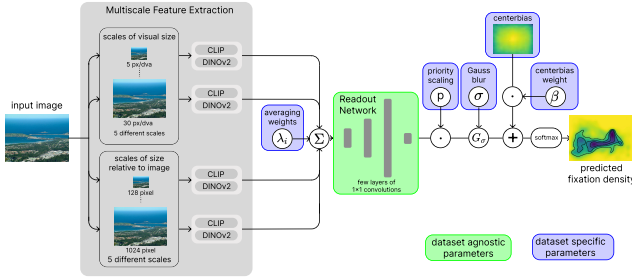 Multiscale Feature Extraction
scales of visual size
5 px/dva
30 px/dva
5 different scales
CLIP
DINOv2
CLIP
DINOv2
input image
scales of size
relative to image
128 pixel
1024 pixel
5 different scales
CLIP
DINOv2
CLIP
DINOv2
averaging
weights
λi
Σ
Readout
Network
few layers of
1×1 convolutions
priority
scaling
p
·
Gauss
blur
σ
Gσ
centerbias
·
centerbias
weight
β
+
softmax
predicted
fixation density
dataset agnostic
parameters
dataset specific
parameters